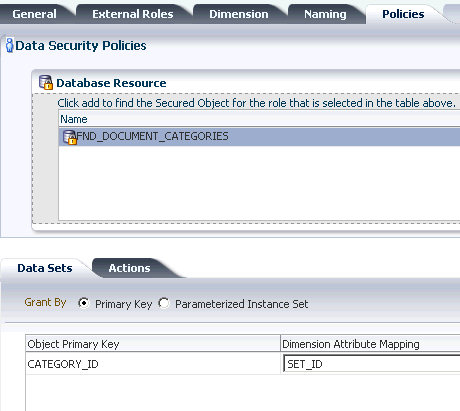 General External Roles Dimension Naming Policies
Data Security Policies
Database Resource
Click add to find the Secured Object for the role that is selected in the table above.
Name
FND_DOCUMENT_CATEGORIES
Data Sets Actions
Grant By Primary Key Parameterized Instance Set
Object Primary Key Dimension Attribute Mapping
CATEGORY_ID SET_ID